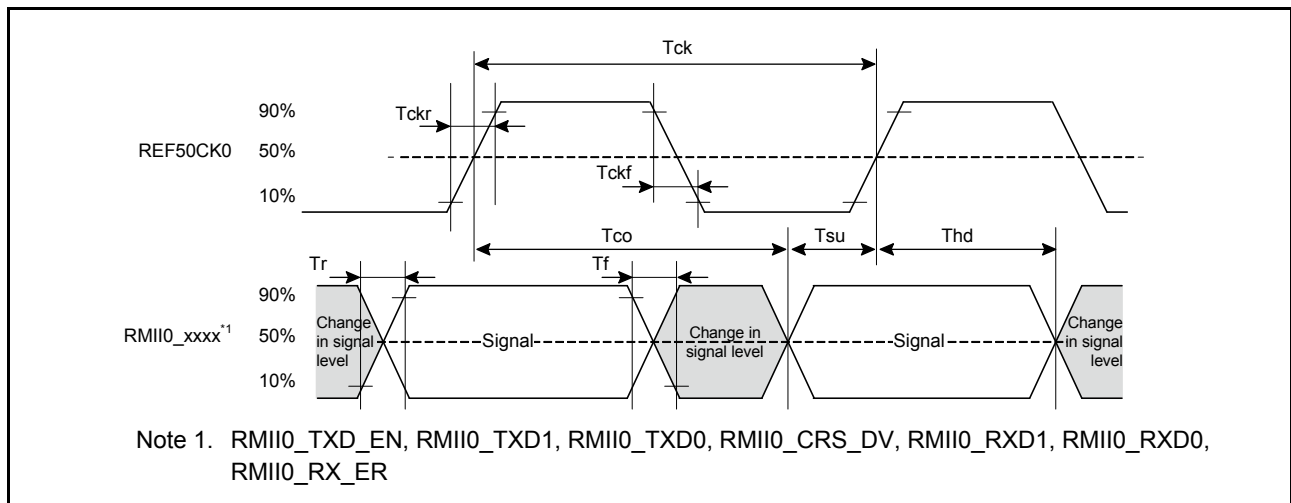 Tck
90%
Tckr
REF50CK0
50%
Tckf
10%
Tco
Tsu
Thd
Tr
Tf
90%
RMII0_xxxx*1
50%
10%
Change
in signal
level
Signal
Change in
signal level
Signal
Change
in signal
level
Note 1. RMII0_TXD_EN, RMII0_TXD1, RMII0_TXD0, RMII0_CRS_DV, RMII0_RXD1, RMII0_RXD0,
RMII0_RX_ER